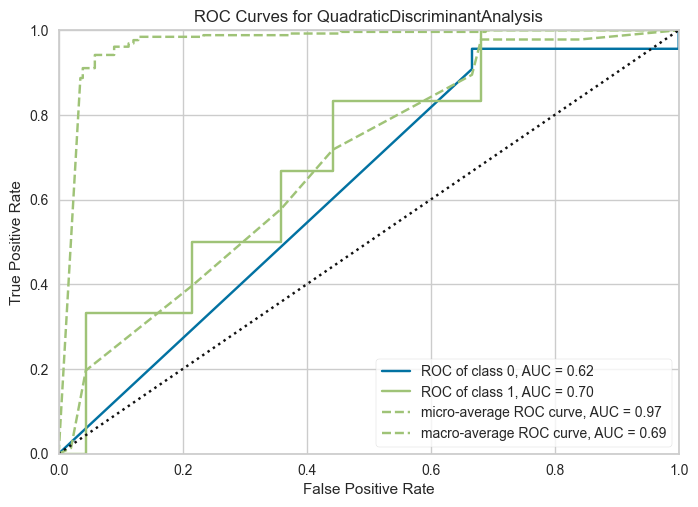 ROC Curves for QuadraticDiscriminantAnalysis
True Positive Rate
1.0
0.8
0.6
0.4
0.2
0.0
ROC of class 0, AUC = 0.62
ROC of class 1, AUC = 0.70
micro-average ROC curve, AUC = 0.97
macro-average ROC curve, AUC = 0.69
0.0 0.2 0.4 0.6 0.8 1.0
False Positive Rate